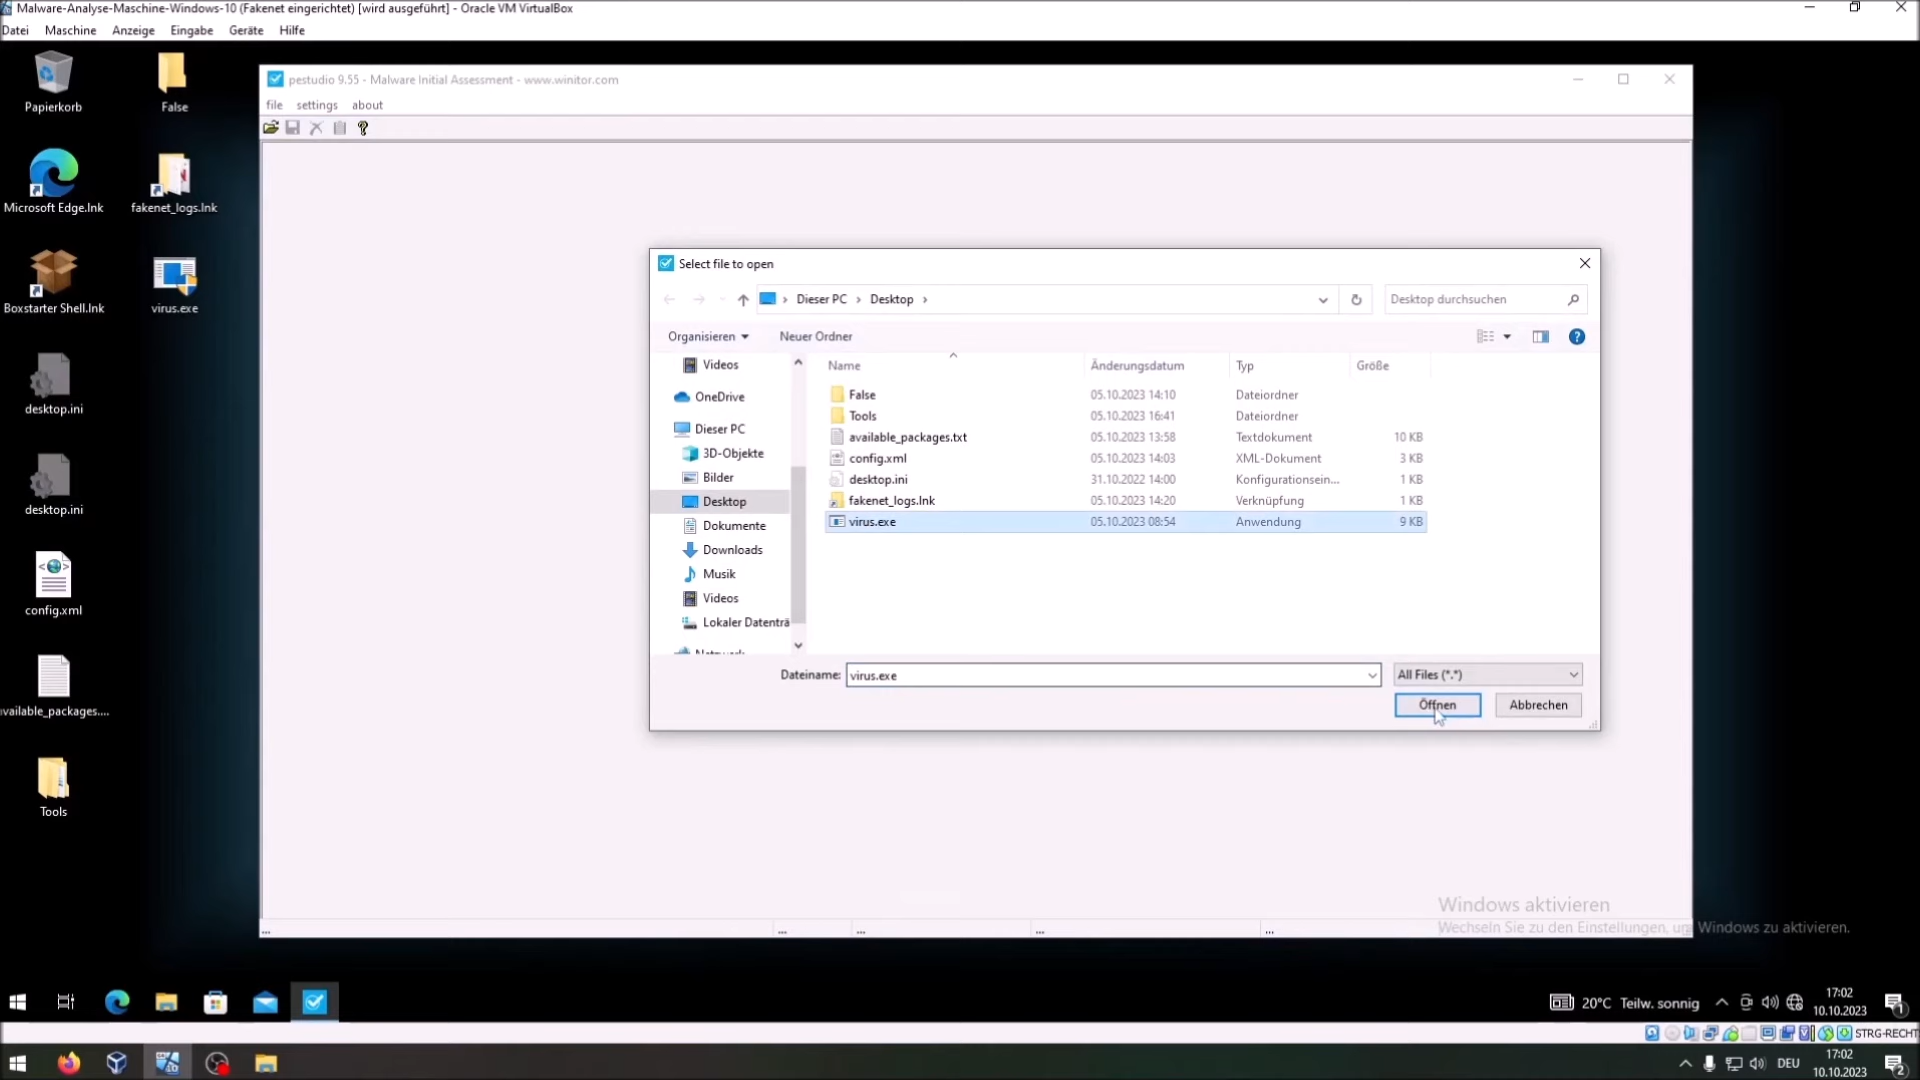 Malware-Analyse-Maschine-Windows-10 (Fakenet eingerichtet) [wird ausgeführt] - Oracle VM VirtualBox
Datei Maschine Anzeige Eingabe Geräte Hilfe
Papierkorb
False
Microsoft Edge.lnk
fakenet_logs.lnk
Boxstarter Shell.lnk
virus.exe
desktop.ini
desktop.ini
config.xml
vailable_packages....
Tools
pestudio 9.55 - Malware Initial Assessment - www.winitor.com
file settings about
Select file to open
Dieser PC Desktop
Desktop durchsuchen
Organisieren Neuer Ordner
Videos
OneDrive
Dieser PC
3D-Objekte
Bilder
Desktop
Dokumente
Downloads
Musik
Videos
Lokaler Datenträ
Name Änderungsdatum Typ Größe
False 05.10.2023 14:10 Dateiordner
Tools 05.10.2023 16:41 Dateiordner
available_packages.txt 05.10.2023 13:58 Textdokument 10 KB
config.xml 05.10.2023 14:03 XML-Dokument 3 KB
desktop.ini 31.10.2022 14:00 Konfigurationsein... 1 KB
fakenet_logs.lnk 05.10.2023 14:20 Verknüpfung 1 KB
virus.exe 05.10.2023 08:54 Anwendung 9 KB
Dateiname: virus.exe All Files (*.*)
Öffnen Abbrechen
... ... ... ... ...
Windows aktivieren
Wechseln Sie zu den Einstellungen, um Windows zu aktivieren.
20°C Teilw. sonnig
17:02
10.10.2023
1
STRG-RECHT
DEU
17:02
10.10.2023
2